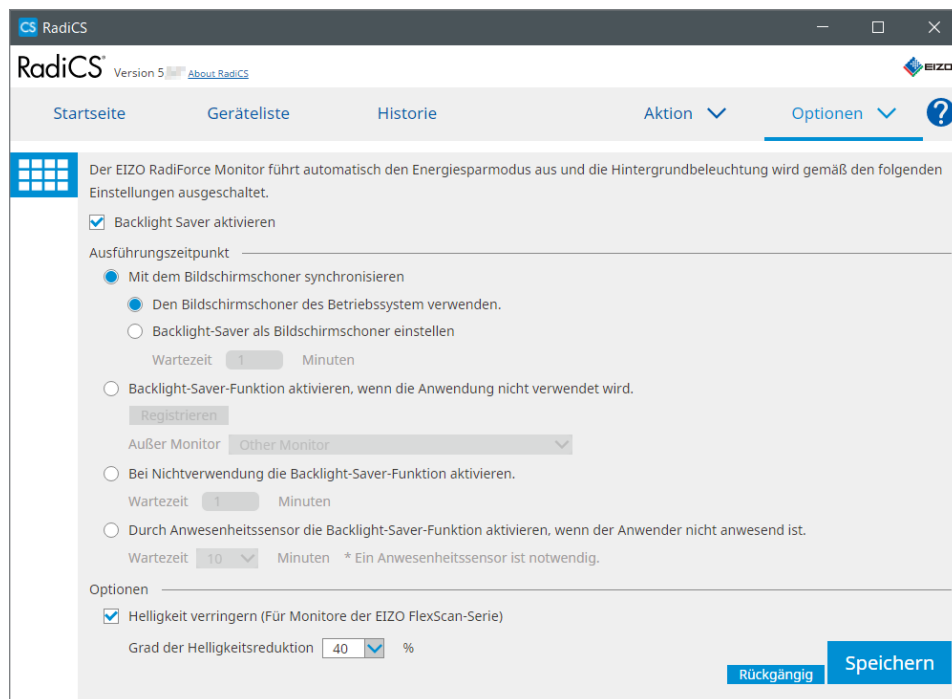 CS RadiCS
RadiCS® Version 5. About RadiCS EIZO
Startseite Geräteliste Historie Aktion Optionen ?
Der EIZO RadiForce Monitor führt automatisch den Energiesparmodus aus und die Hintergrundbeleuchtung wird gemäß den folgenden
Einstellungen ausgeschaltet.
Backlight Saver aktivieren
Ausführungszeitpunkt
Mit dem Bildschirmschoner synchronisieren
Den Bildschirmschoner des Betriebssystem verwenden.
Backlight-Saver als Bildschirmschoner einstellen
Wartezeit 1 Minuten
Backlight-Saver-Funktion aktivieren, wenn die Anwendung nicht verwendet wird.
Registrieren
Außer Monitor Other Monitor
Bei Nichtverwendung die Backlight-Saver-Funktion aktivieren.
Wartezeit 1 Minuten
Durch Anwesenheitssensor die Backlight-Saver-Funktion aktivieren, wenn der Anwender nicht anwesend ist.
Wartezeit 10 Minuten * Ein Anwesenheitssensor ist notwendig.
Optionen
Helligkeit verringern (Für Monitore der EIZO FlexScan-Serie)
Grad der Helligkeitsreduktion 40 %
Rückgängig Speichern